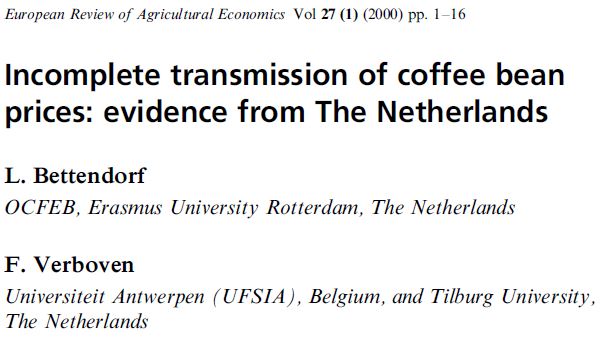 European Review of Agricultural Economics Vol 27 (1) (2000) pp. 1–16
Incomplete transmission of coffee bean
prices: evidence from The Netherlands
L. Bettendorf
OCFEB, Erasmus University Rotterdam, The Netherlands
F. Verboven
Universiteit Antwerpen (UFSIA), Belgium, and Tilburg University,
The Netherlands